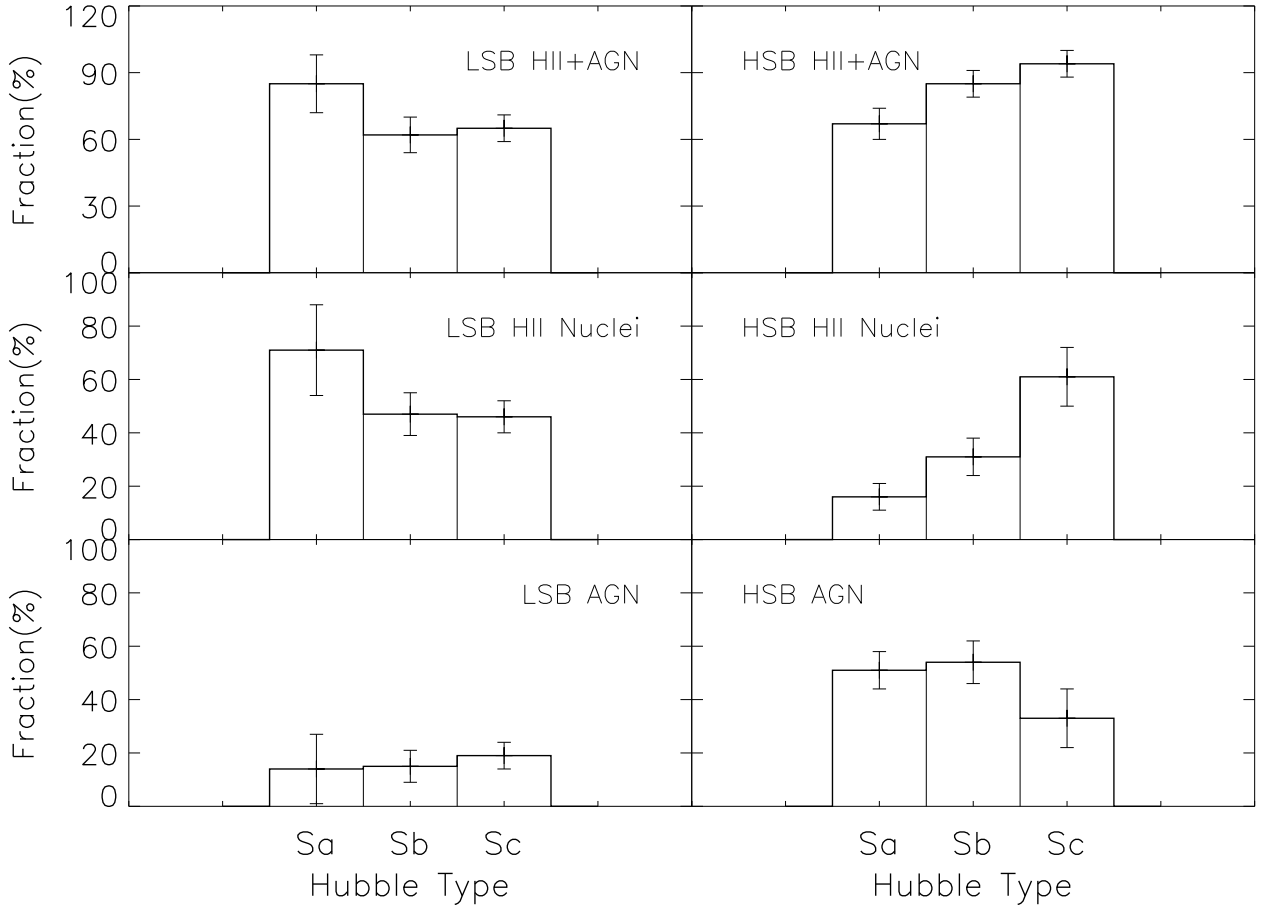 120
90
60
30
0
Fraction(%)
LSB HII+AGN
HSB HII+AGN
100
80
60
40
20
0
Fraction(%)
LSB HII Nuclei
HSB HII Nuclei
100
80
60
40
20
0
Fraction(%)
LSB AGN
HSB AGN
Sa Sb Sc
Sa Sb Sc
Hubble Type
Hubble Type